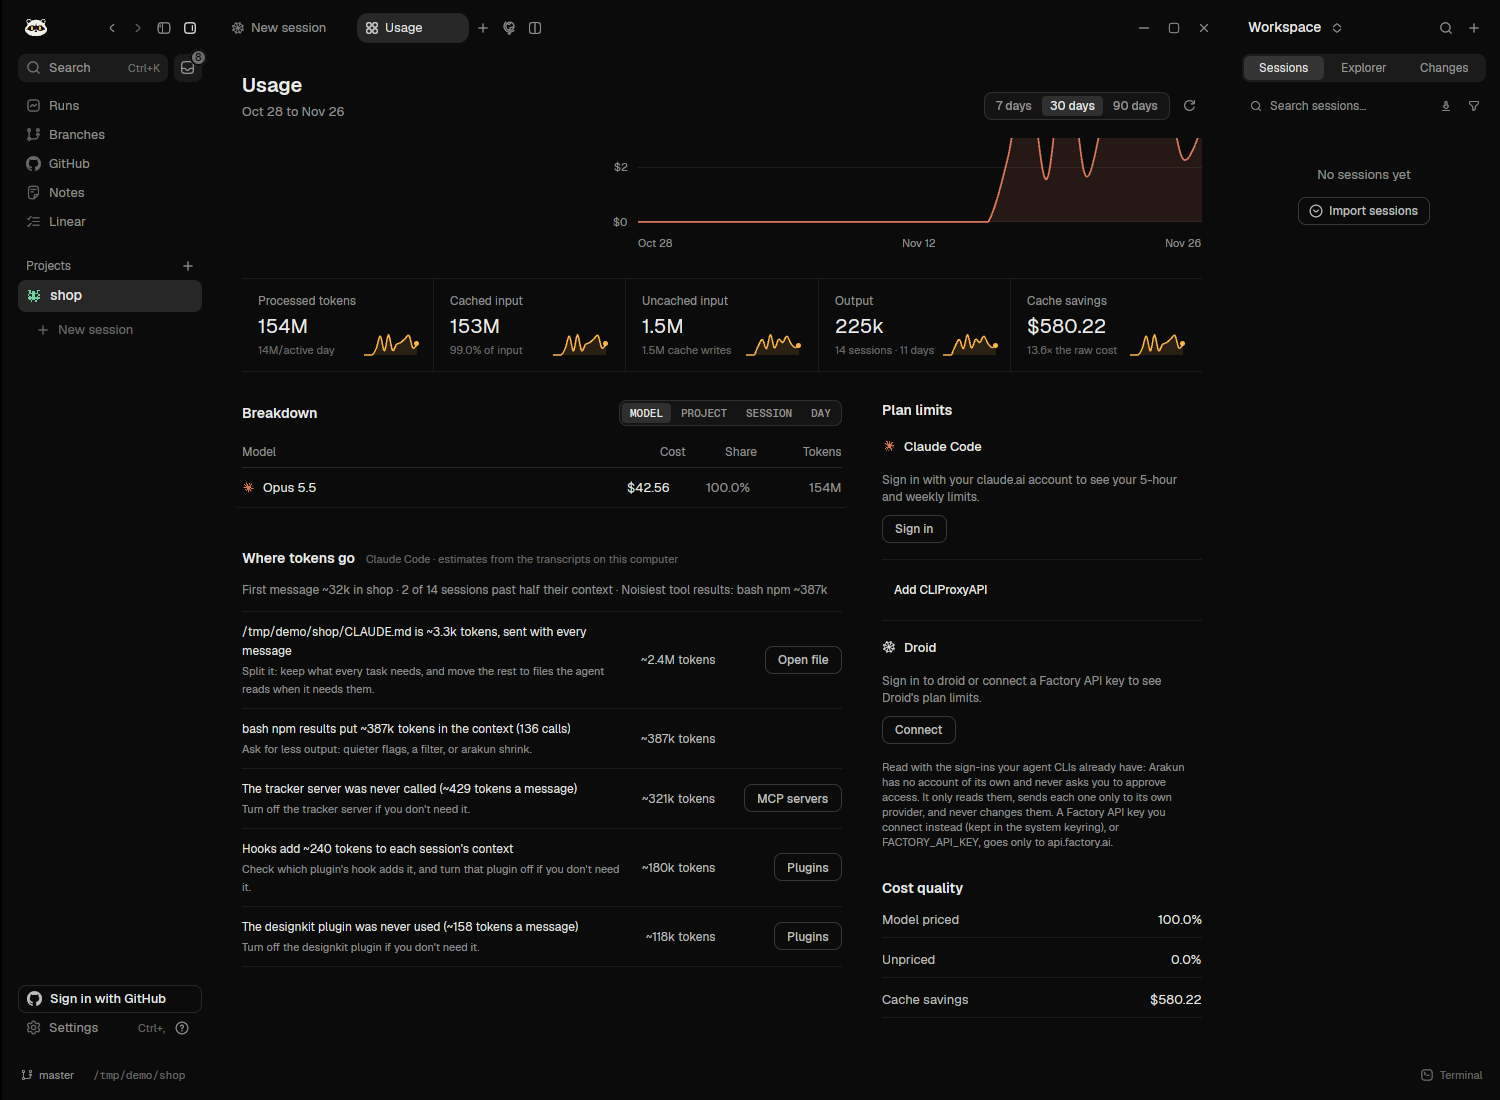 New session
Usage
Workspace
Search
Ctrl+K
8
Runs
Branches
GitHub
Notes
Linear
Projects
shop
New session
Sign in with GitHub
Settings
Ctrl+,
master
/tmp/demo/shop
Usage
Oct 28 to Nov 26
7 days
30 days
90 days
$2
$0
Oct 28
Nov 12
Nov 26
Processed tokens
154M
14M/active day
Cached input
153M
99.0% of input
Uncached input
1.5M
1.5M cache writes
Output
225k
14 sessions · 11 days
Cache savings
$580.22
13.6× the raw cost
Breakdown
MODEL
PROJECT
SESSION
DAY
Model
Cost
Share
Tokens
Opus 5.5
$42.56
100.0%
154M
Where tokens go
Claude Code · estimates from the transcripts on this computer
First message ~32k in shop · 2 of 14 sessions past half their context · Noisiest tool results: bash npm ~387k
/tmp/demo/shop/CLAUDE.md is ~3.3k tokens, sent with every
message
Split it: keep what every task needs, and move the rest to files the agent
reads when it needs them.
~2.4M tokens
Open file
bash npm results put ~387k tokens in the context (136 calls)
Ask for less output: quieter flags, a filter, or arakun shrink.
~387k tokens
The tracker server was never called (~429 tokens a message)
Turn off the tracker server if you don't need it.
~321k tokens
MCP servers
Hooks add ~240 tokens to each session's context
Check which plugin's hook adds it, and turn that plugin off if you don't need
it.
~180k tokens
Plugins
The designkit plugin was never used (~158 tokens a message)
Turn off the designkit plugin if you don't need it.
~118k tokens
Plugins
Plan limits
Claude Code
Sign in with your claude.ai account to see your 5-hour
and weekly limits.
Sign in
Add CLIProxyAPI
Droid
Sign in to droid or connect a Factory API key to see
Droid's plan limits.
Connect
Read with the sign-ins your agent CLIs already have: Arakun
has no account of its own and never asks you to approve
access. It only reads them, sends each one only to its own
provider, and never changes them. A Factory API key you
connect instead (kept in the system keyring), or
FACTORY_API_KEY, goes only to api.factory.ai.
Cost quality
Model priced
100.0%
Unpriced
0.0%
Cache savings
$580.22
Sessions
Explorer
Changes
Search sessions…
No sessions yet
Import sessions
Terminal